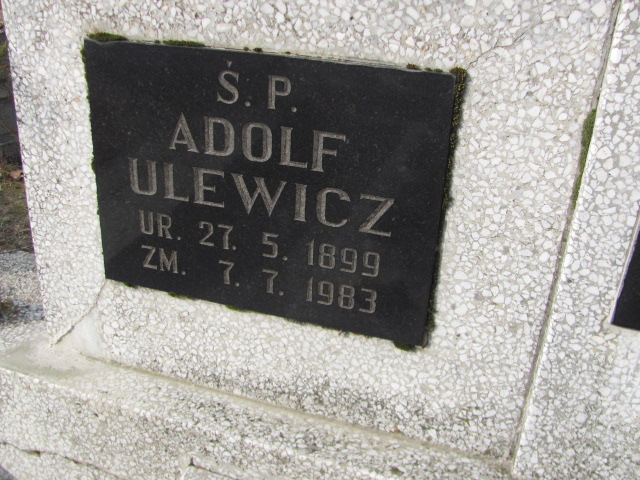 Ś. P.
ADOLF
ULEWICZ
UR. 27. 5. 1899
ZM. 7. 7. 1983